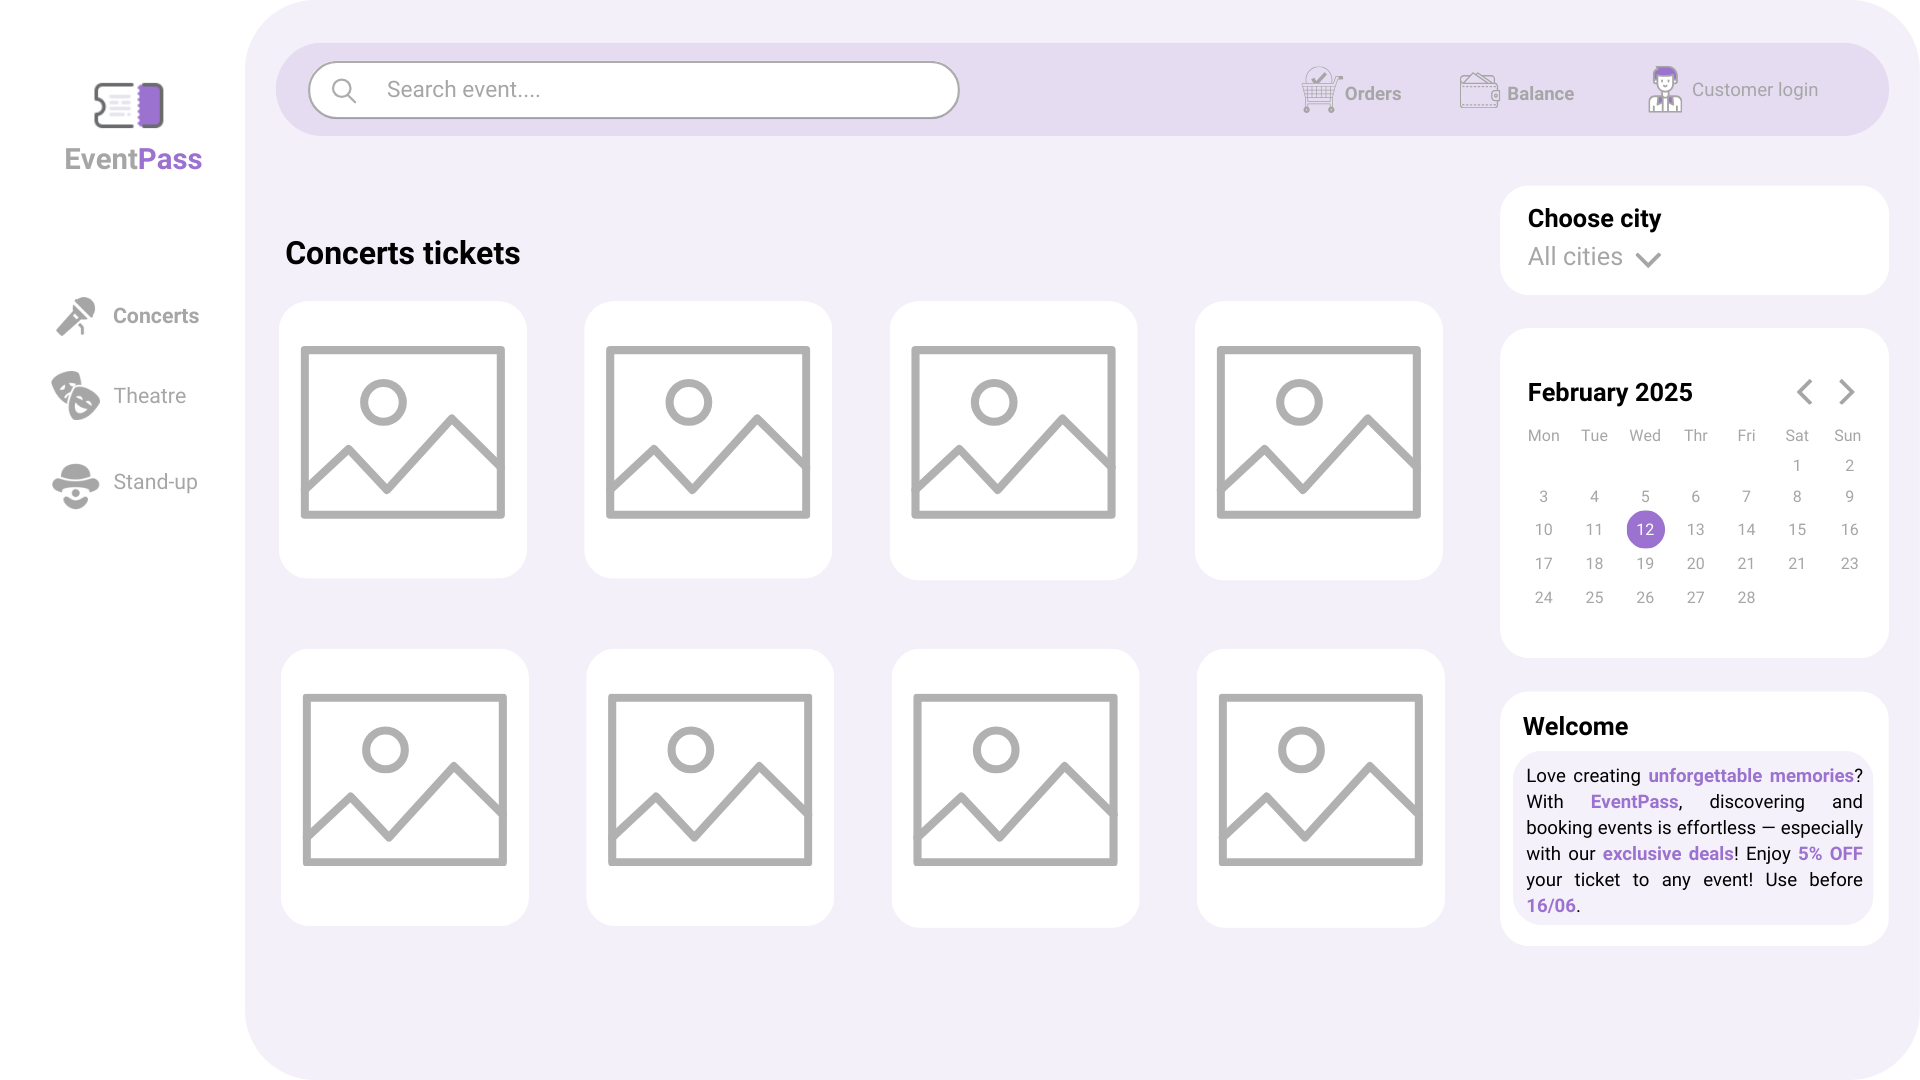 EventPass
Concerts
Theatre
Stand-up
Search event....
Orders
Balance
Customer login
Concerts tickets
Choose city
All cities
February 2025
Mon Tue Wed Thr Fri Sat Sun
1 2
3 4 5 6 7 8 9
10 11 12 13 14 15 16
17 18 19 20 21 21 23
24 25 26 27 28
Welcome
Love creating unforgettable memories?
With EventPass, discovering and
booking events is effortless — especially
with our exclusive deals! Enjoy 5% OFF
your ticket to any event! Use before
16/06.